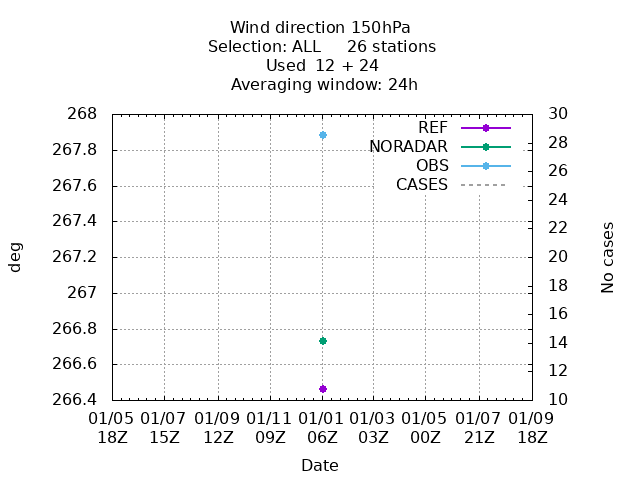 Wind direction 150hPa
Selection: ALL 26 stations
Used 12 + 24
Averaging window: 24h
268
267.8
267.6
267.4
267.2
267
266.8
266.6
266.4
deg
30
28
26
24
22
20
18
16
14
12
10
No cases
REF
NORADAR
OBS
CASES
01/05 01/07 01/09 01/11 01/01 01/03 01/05 01/07 01/09
18Z 15Z 12Z 09Z 06Z 03Z 00Z 21Z 18Z
Date